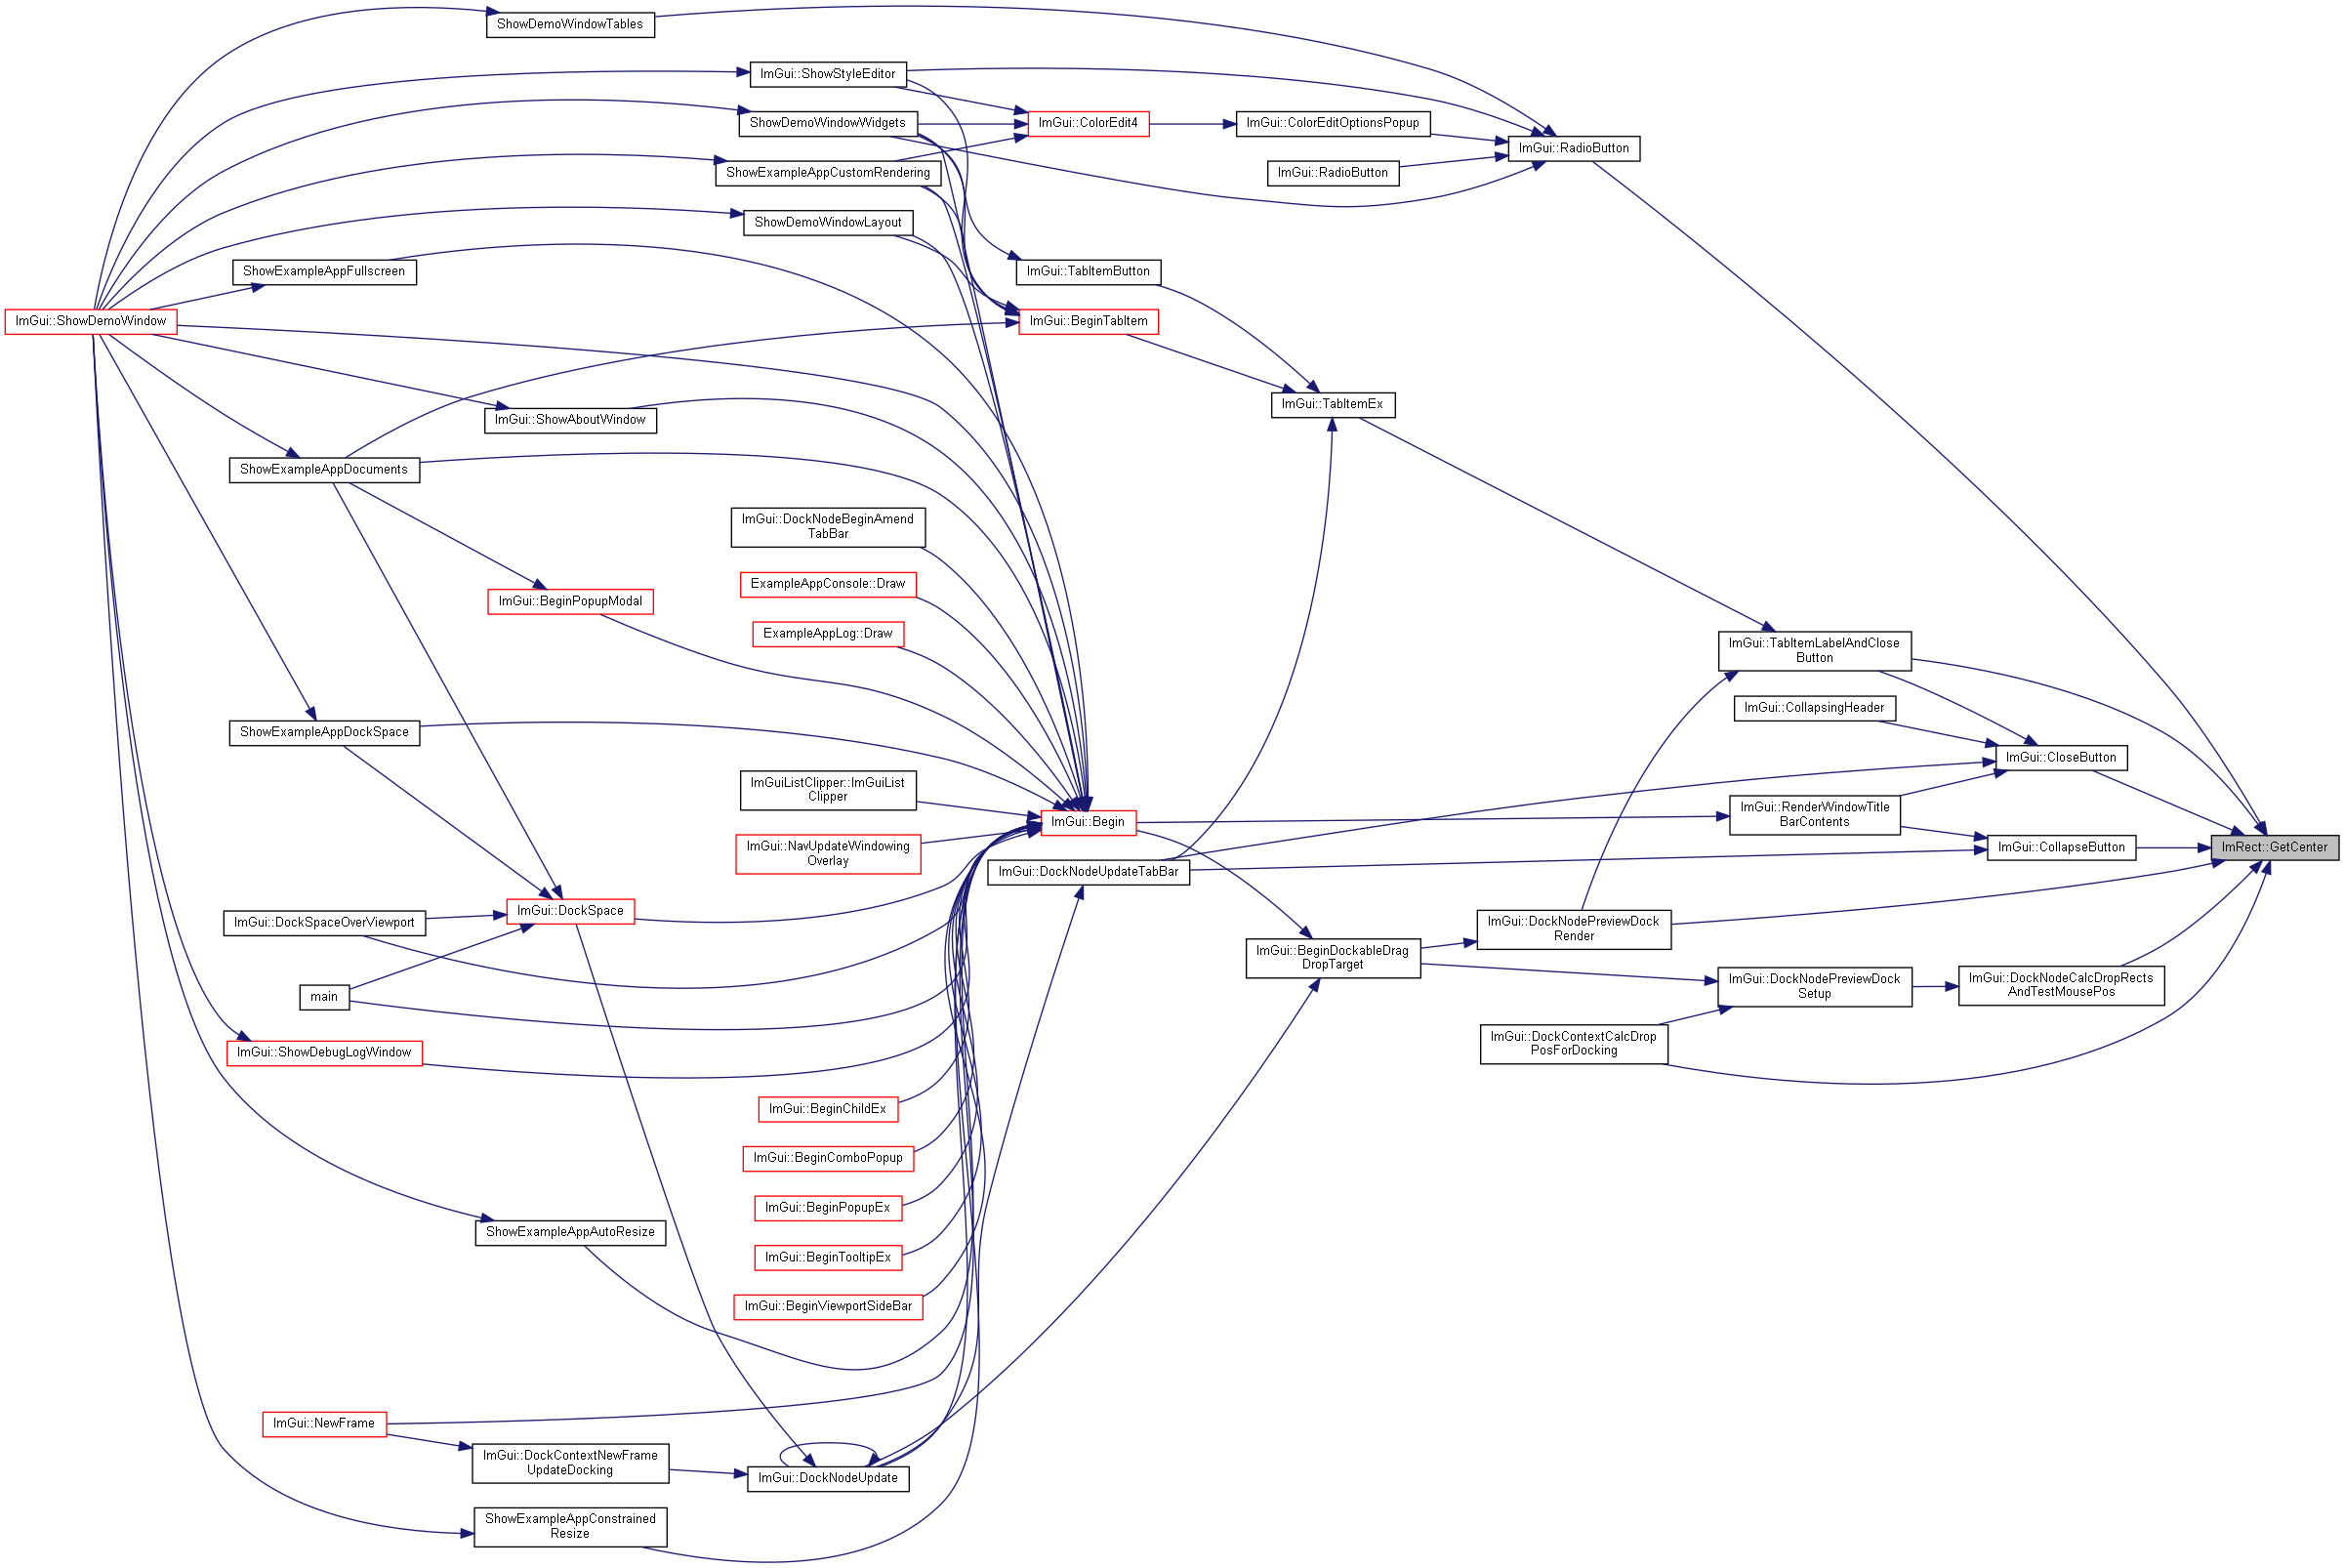 ShowDemoWindowTables
ImGui::ShowStyleEditor
ShowDemoWindowWidgets
ImGui::ColorEdit4
ImGui::ColorEditOptionsPopup
ImGui::RadioButton
ShowExampleAppCustomRendering
ImGui::RadioButton
ShowDemoWindowLayout
ShowExampleAppFullscreen
ImGui::TabItemButton
ImGui::ShowDemoWindow
ImGui::BeginTabItem
ImGui::TabItemEx
ImGui::ShowAboutWindow
ShowExampleAppDocuments
ImGui::DockNodeBeginAmend
TabBar
ExampleAppConsole::Draw
ImGui::BeginPopupModal
ExampleAppLog::Draw
ImGui::TabItemLabelAndClose
Button
ImGui::CollapsingHeader
ShowExampleAppDockSpace
ImGui::CloseButton
ImGuiListClipper::ImGuiList
Clipper
ImGui::RenderWindowTitle
BarContents
ImGui::Begin
ImGui::NavUpdateWindowing
Overlay
ImGui::CollapseButton
ImRect::GetCenter
ImGui::DockNodeUpdateTabBar
ImGui::DockSpace
ImGui::DockSpaceOverViewport
ImGui::DockNodePreviewDock
Render
ImGui::BeginDockableDrag
DropTarget
main
ImGui::DockNodePreviewDock
Setup
ImGui::DockNodeCalcDropRects
AndTestMousePos
ImGui::DockContextCalcDrop
PosForDocking
ImGui::ShowDebugLogWindow
ImGui::BeginChildEx
ImGui::BeginComboPopup
ImGui::BeginPopupEx
ShowExampleAppAutoResize
ImGui::BeginTooltipEx
ImGui::BeginViewportSideBar
ImGui::NewFrame
ImGui::DockContextNewFrame
UpdateDocking
ImGui::DockNodeUpdate
ShowExampleAppConstrained
Resize